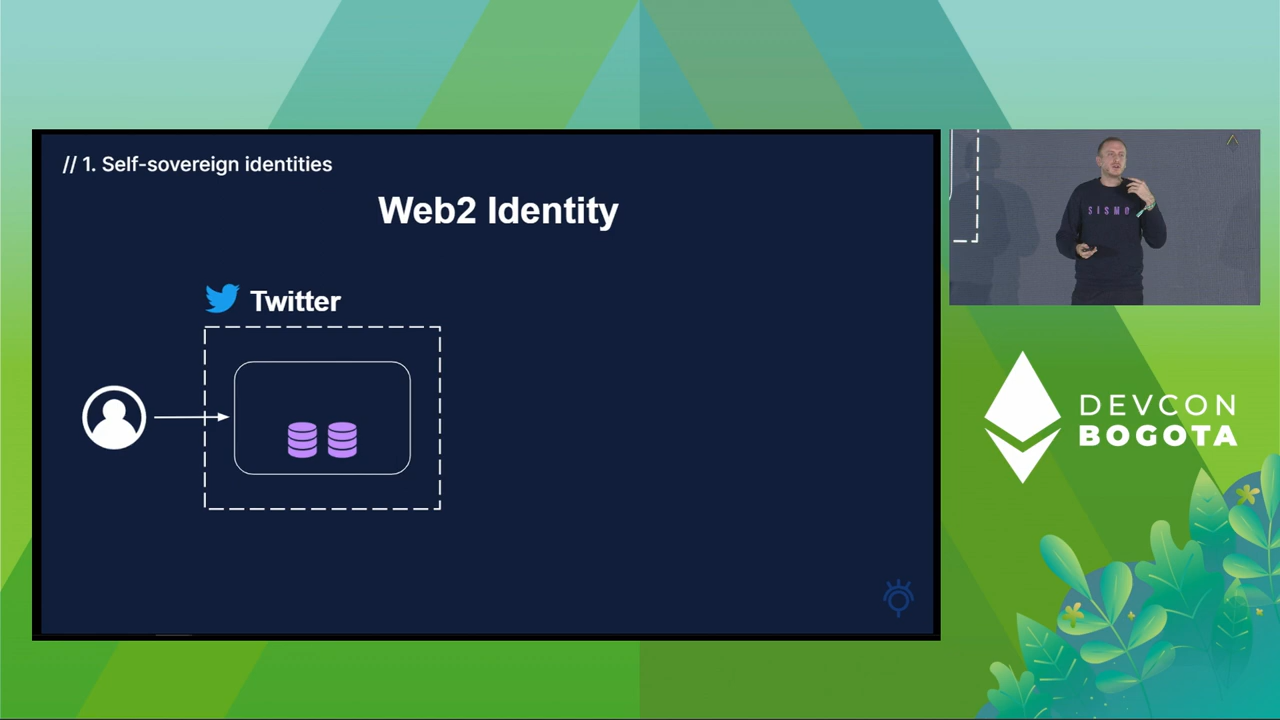 // 1. Self-sovereign identities
Web2 Identity
Twitter
SISMO
DEVCON
BOGOTA